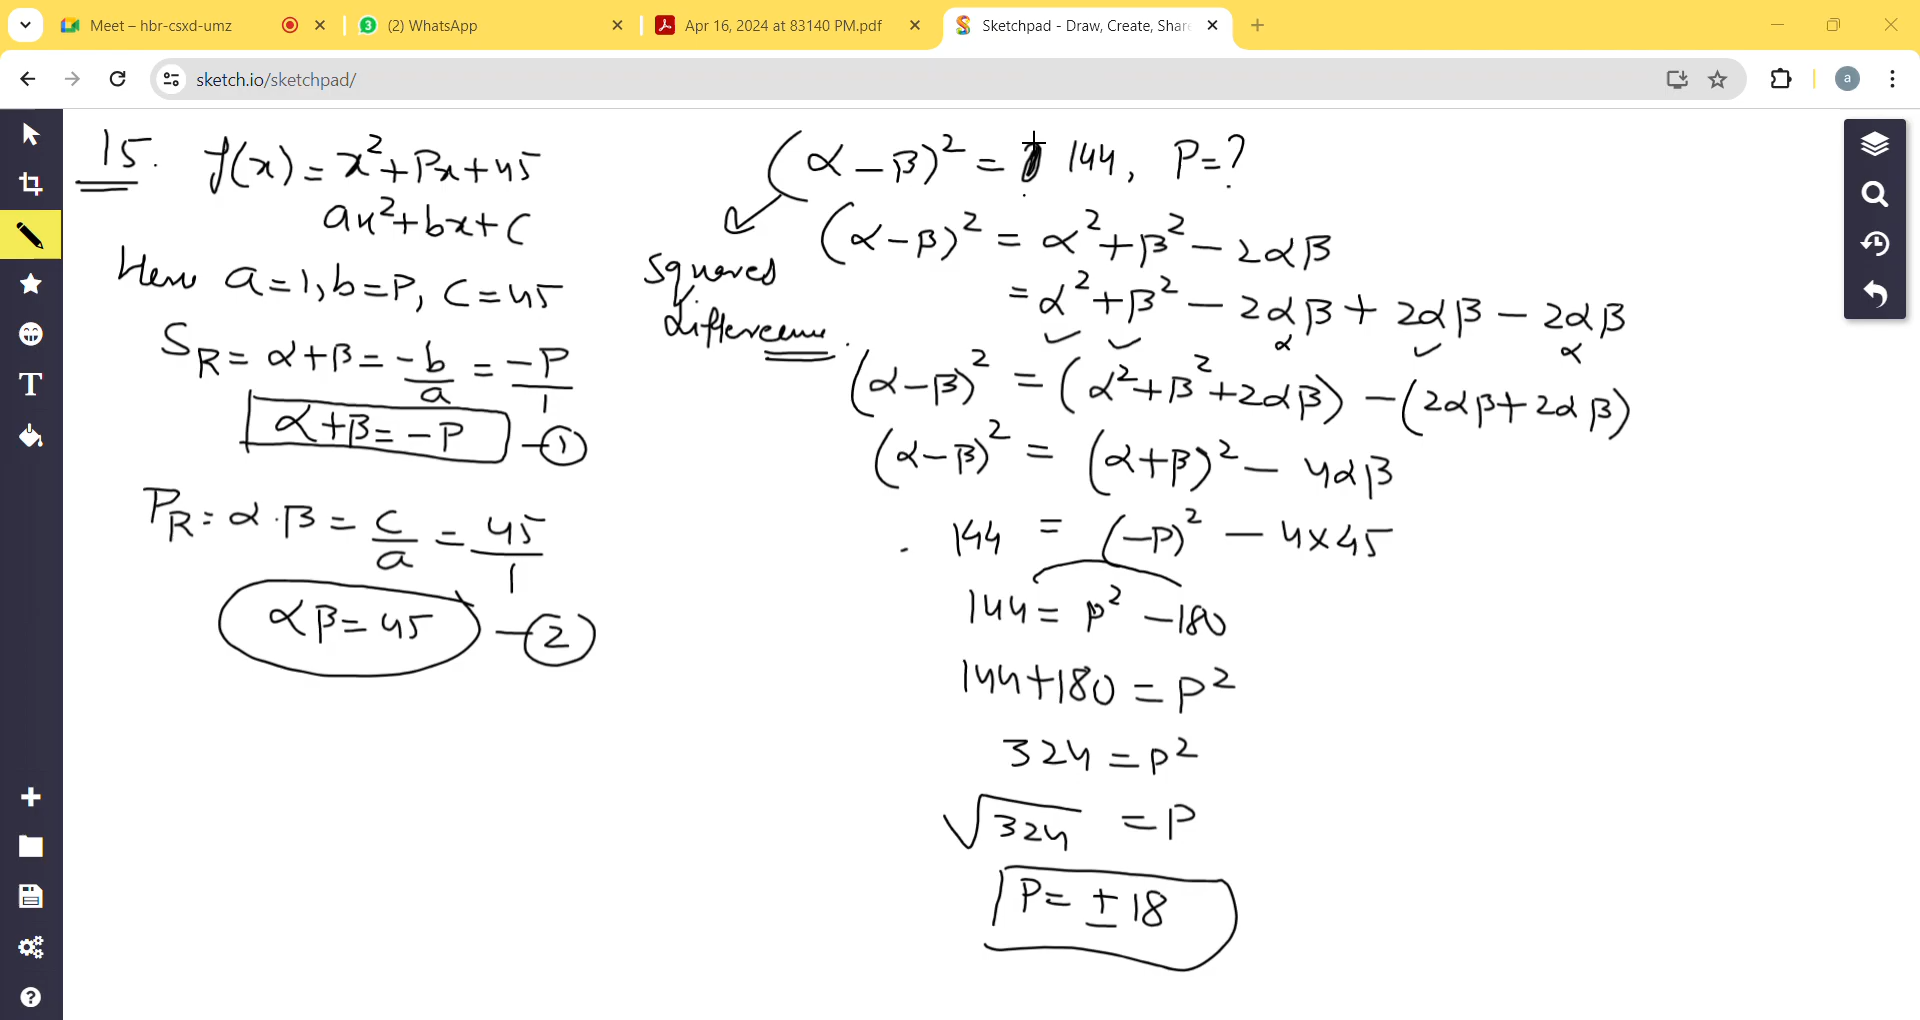 Meet – hbr-csxd-umz
(2) WhatsApp
Apr 16, 2024 at 83140 PM.pdf
Sketchpad - Draw, Create, Share
sketch.io/sketchpad/
a
15. f(x) = x² + Px + 45
ax² + bx + c
Here a=1, b=P, c=45
S_R = α+β = -b/a = -P/1
α+β = -P —①
P_R = α·β = c/a = 45/1
αβ = 45 —②
(α-β)² = 144, P=?
Squared
difference.
(α-β)² = α²+β² - 2αβ
= α²+β² - 2αβ + 2αβ - 2αβ
(α-β)² = (α²+β²+2αβ) - (2αβ+2αβ)
(α-β)² = (α+β)² - 4αβ
144 = (-P)² - 4×45
144 = P² - 180
144+180 = P²
324 = P²
√324 = P
P = ±18
T
?